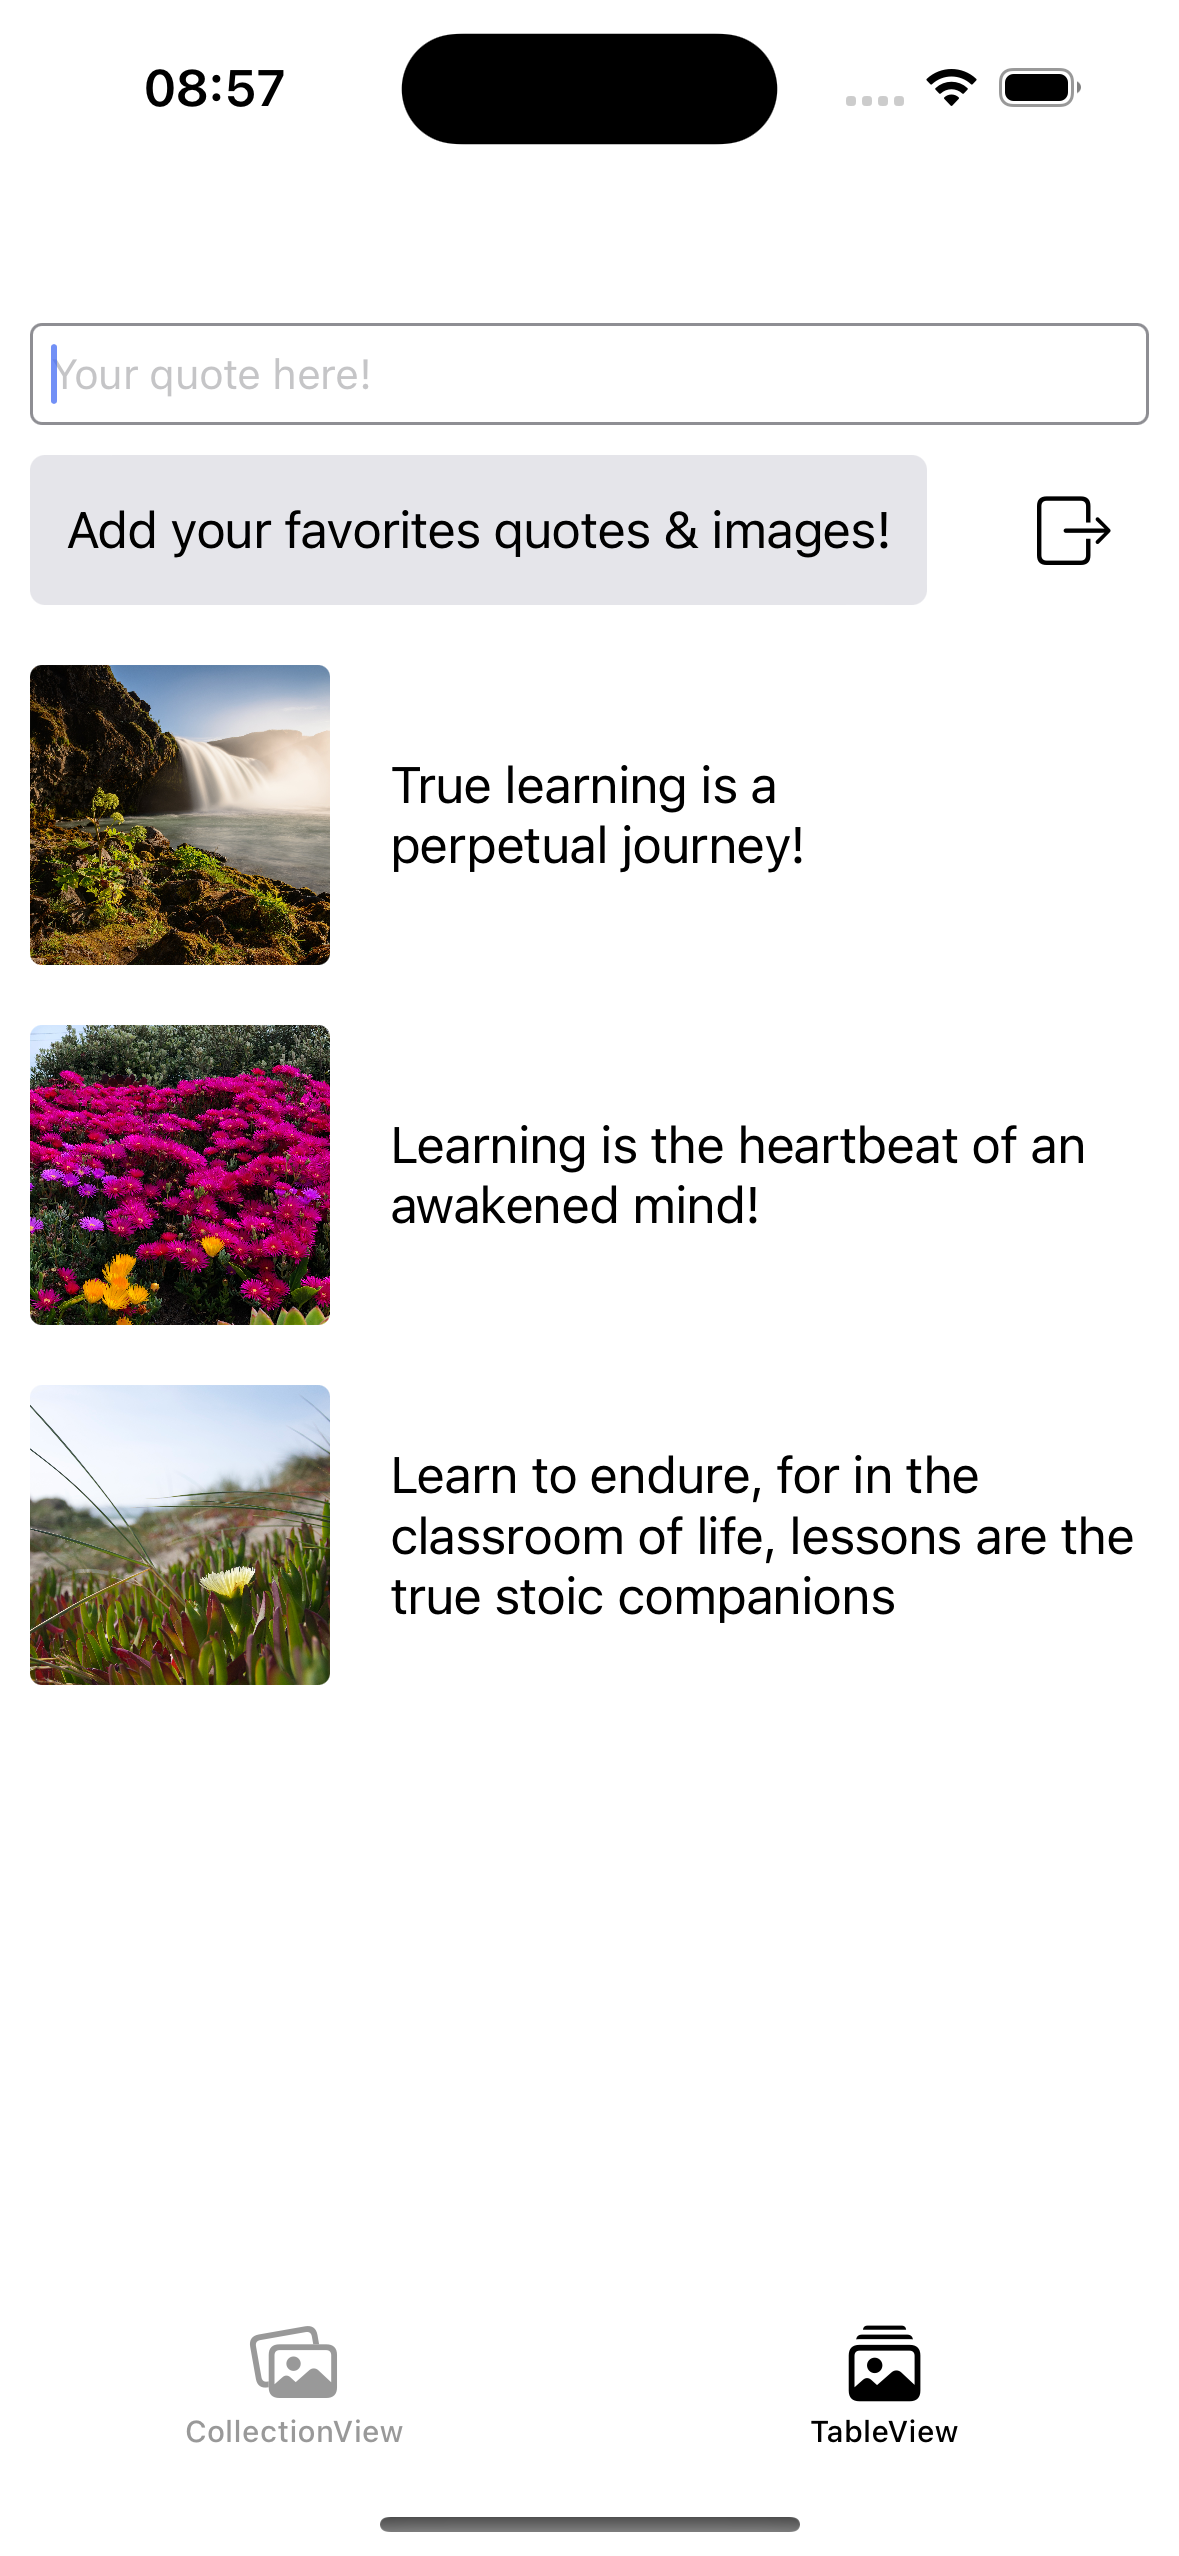 08:57
Your quote here!
Add your favorites quotes & images!
True learning is a
perpetual journey!
Learning is the heartbeat of an
awakened mind!
Learn to endure, for in the
classroom of life, lessons are the
true stoic companions
CollectionView
TableView